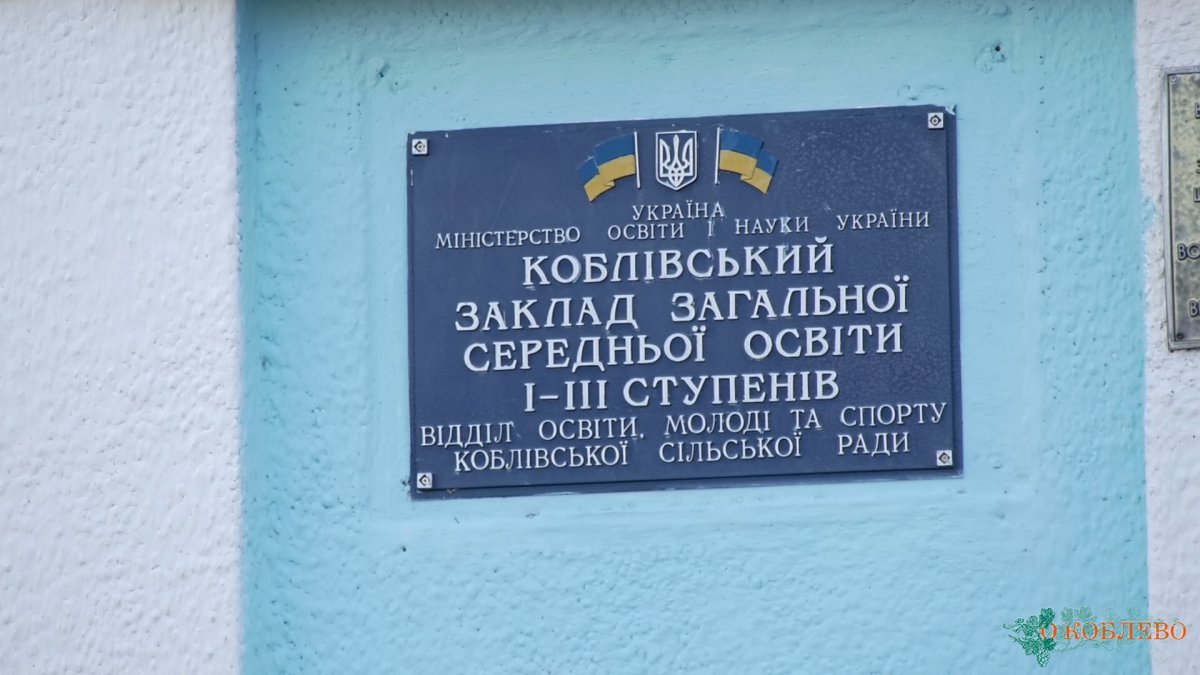 УКРАЇНА
МІНІСТЕРСТВО ОСВІТИ І НАУКИ УКРАЇНИ
КОБЛІВСЬКИЙ
ЗАКЛАД ЗАГАЛЬНОЇ
СЕРЕДНЬОЇ ОСВІТИ
І-ІІІ СТУПЕНІВ
ВІДДІЛ ОСВІТИ, МОЛОДІ ТА СПОРТУ
КОБЛІВСЬКОЇ СІЛЬСЬКОЇ РАДИ
О КОБЛЕВО